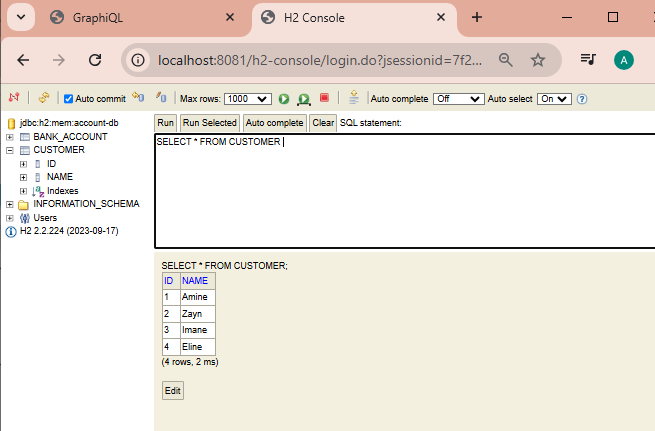 GraphiQL
H2 Console
localhost:8081/h2-console/login.do?jsessionid=7f2...
A
Auto commit Max rows: 1000 Auto complete Off Auto select On ?
jdbc:h2:mem:account-db
BANK_ACCOUNT
CUSTOMER
ID
NAME
Indexes
INFORMATION_SCHEMA
Users
H2 2.2.224 (2023-09-17)
Run Run Selected Auto complete Clear SQL statement:
SELECT * FROM CUSTOMER
SELECT * FROM CUSTOMER;
ID NAME
1 Amine
2 Zayn
3 Imane
4 Eline
(4 rows, 2 ms)
Edit